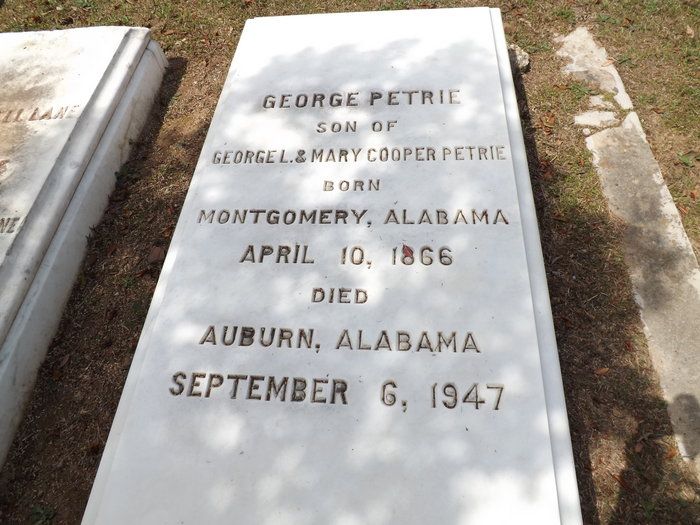 GEORGE PETRIE
SON OF
GEORGE L. & MARY COOPER PETRIE
BORN
MONTGOMERY, ALABAMA
APRIL 10, 1866
DIED
AUBURN, ALABAMA
SEPTEMBER 6, 1947
LANE